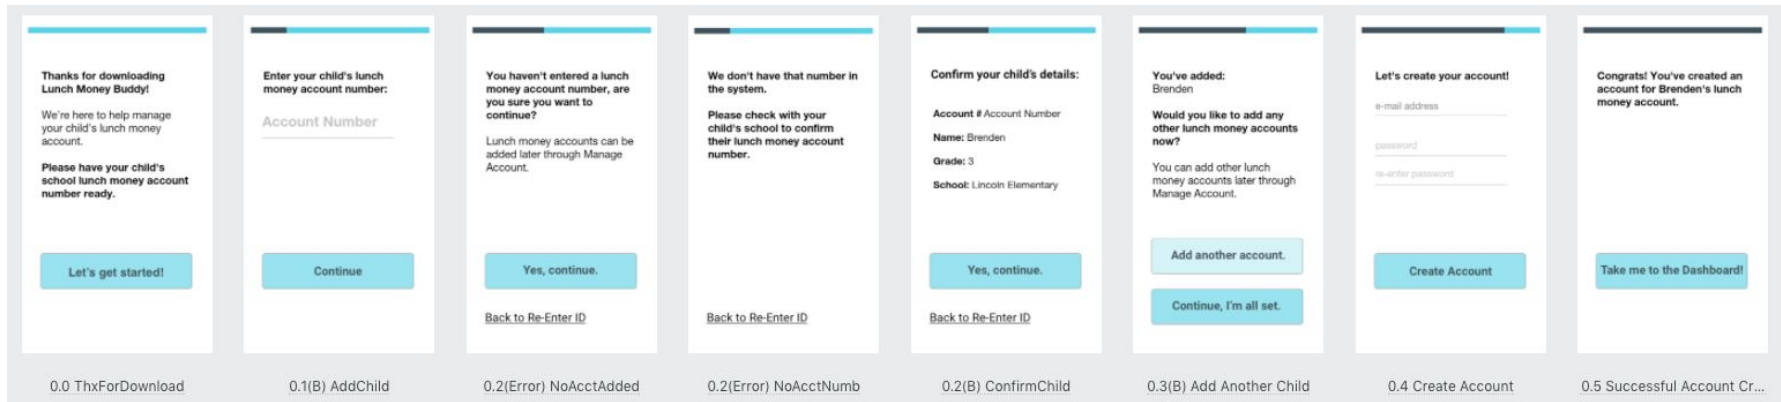 Thanks for downloading
Lunch Money Buddy!
We're here to help manage
your child's lunch money
account.
Please have your child's
school lunch money account
number ready.
Let's get started!
0.0 ThxForDownload
Enter your child's lunch
money account number:
Account Number
Continue
0.1(B) AddChild
You haven't entered a lunch
money account number, are
you sure you want to
continue?
Lunch money accounts can be
added later through Manage
Account.
Yes, continue.
Back to Re-Enter ID
0.2(Error) NoAcctAdded
We don't have that number in
the system.
Please check with your
child's school to confirm
their lunch money account
number.
Back to Re-Enter ID
0.2(Error) NoAcctNumb
Confirm your child's details:
Account # Account Number
Name: Brenden
Grade: 3
School: Lincoln Elementary
Yes, continue.
Back to Re-Enter ID
0.2(B) ConfirmChild
You've added:
Brenden
Would you like to add any
other lunch money accounts
now?
You can add other lunch
money accounts later through
Manage Account.
Add another account.
Continue, I'm all set.
0.3(B) Add Another Child
Let's create your account!
e-mail address
password
re-enter password
Create Account
0.4 Create Account
Congrats! You've created an
account for Brenden's lunch
money account.
Take me to the Dashboard!
0.5 Successful Account Cr...